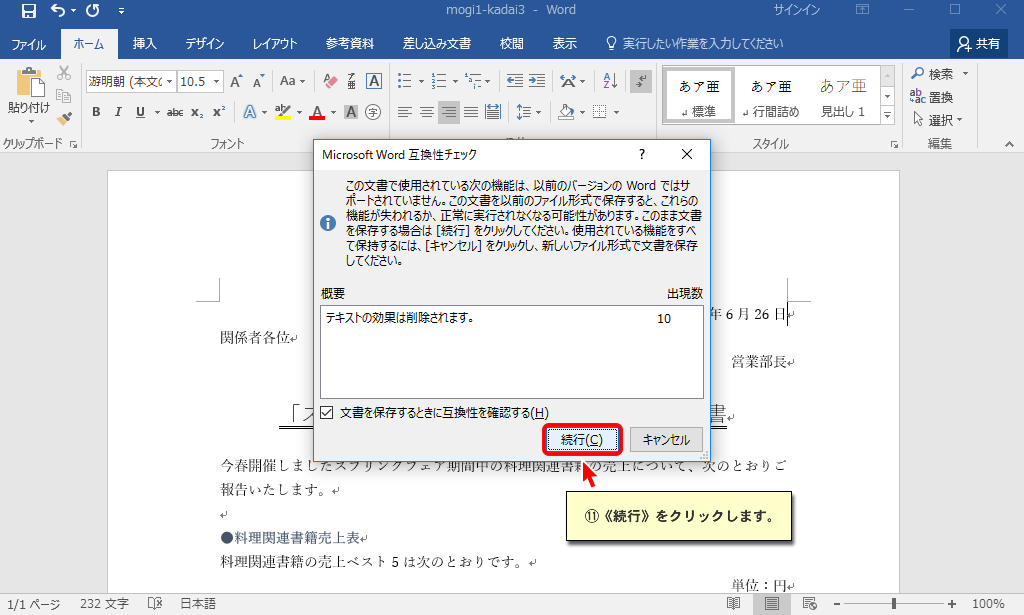 mogi1-kadai3 - Word
サインイン
ファイル
ホーム
挿入
デザイン
レイアウト
参考資料
差し込み文書
校閲
表示
実行したい作業を入力してください
共有
貼り付け
クリップボード
游明朝 (本文(
10.5
Aa
B I U abc x₂ x²
フォント
あア亜
標準
あア亜
行間詰め
あア亜
見出し 1
スタイル
検索
置換
選択
編集
Microsoft Word 互換性チェック
?
この文書で使用されている次の機能は、以前のバージョンの Word ではサ
ポートされていません。この文書を以前のファイル形式で保存すると、これらの
機能が失われるか、正常に実行されなくなる可能性があります。このまま文書
を保存する場合は [続行] をクリックしてください。使用されている機能をすべ
て保持するには、[キャンセル] をクリックし、新しいファイル形式で文書を保存
してください。
概要 出現数
テキストの効果は削除されます。 10
文書を保存するときに互換性を確認する(H)
続行(C)
キャンセル
年 6 月 26 日
関係者各位
営業部長
「ス
書
今春開催しましたスプリングフェア期間中の料理関連書籍の売上について、次のとおりご
報告いたします。
⑪《続行》をクリックします。
●料理関連書籍売上表
料理関連書籍の売上ベスト 5 は次のとおりです。
単位：円
1/1 ページ
232 文字
日本語
100%